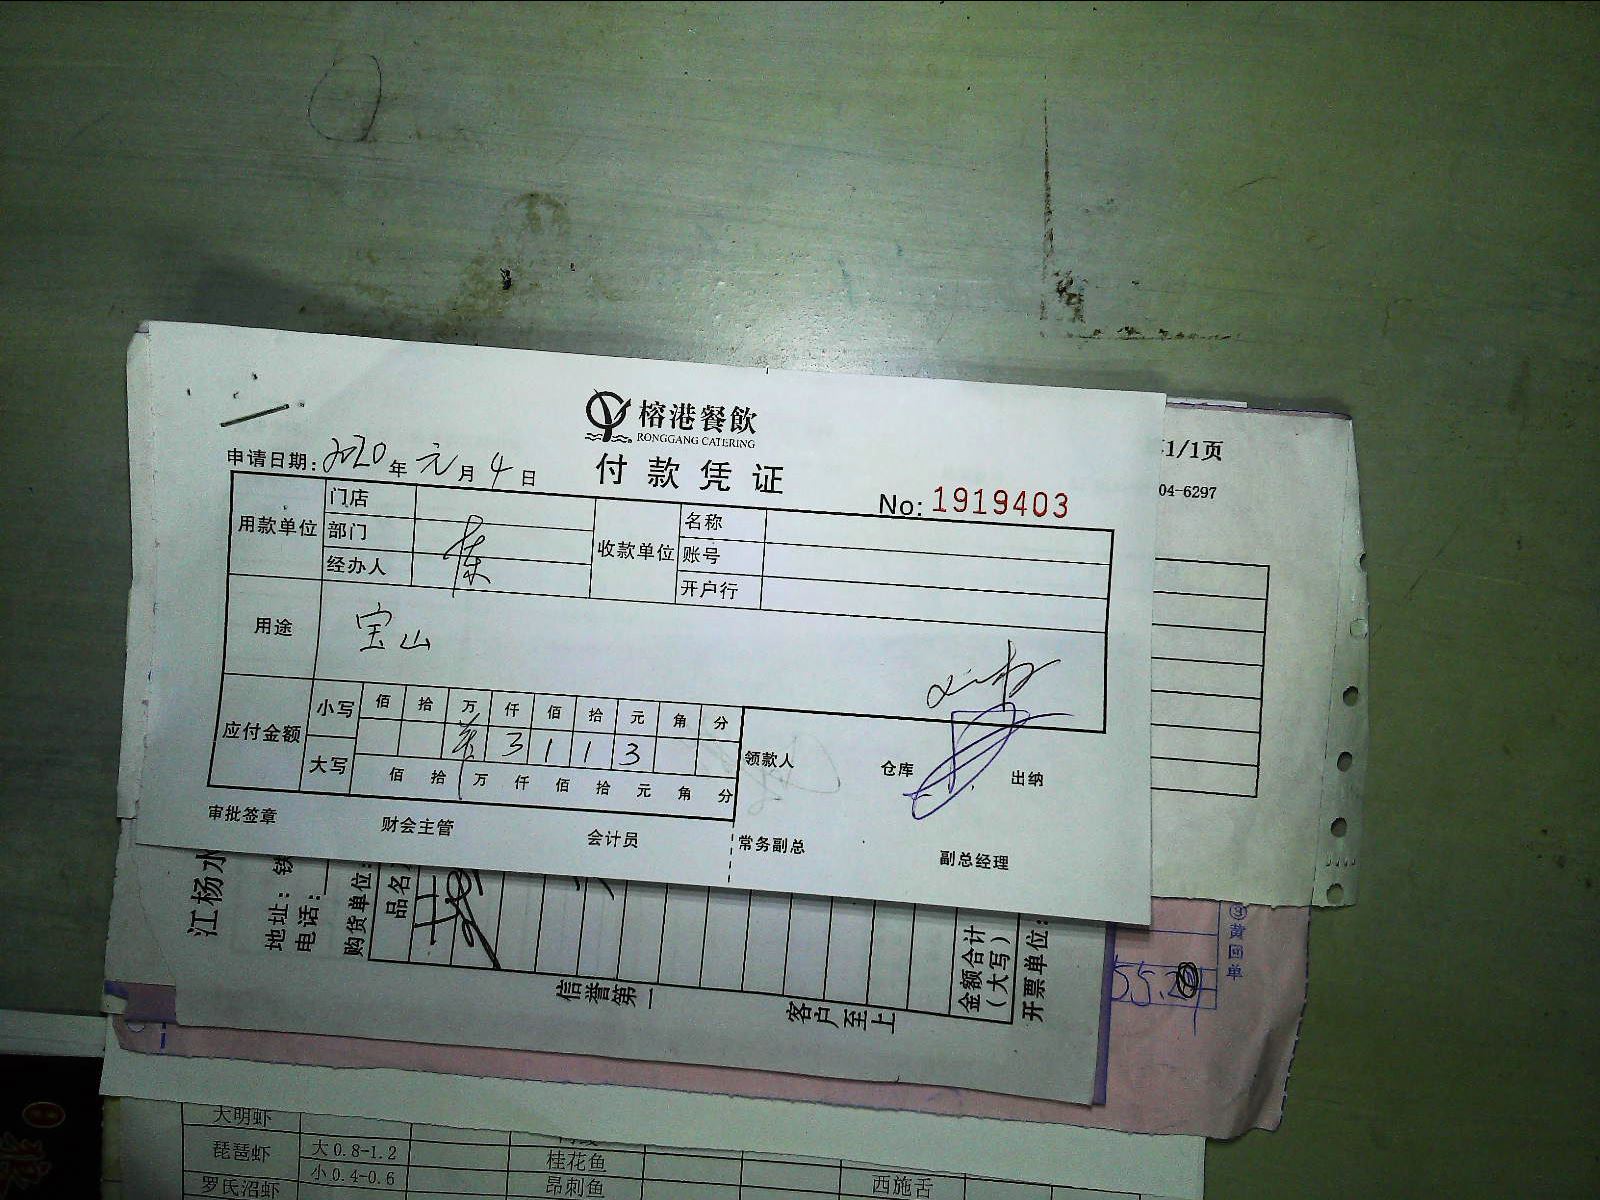 榕港餐飲
RONGGANG CATERING
付款凭证
申请日期:2020年元月4日
No: 1919403
用款单位 门店 收款单位 名称
部门 账号
经办人 开户行
用途 宝山
应付金额 小写 佰 拾 万 仟 佰 拾 元 角 分
3 1 1 3
大写 佰 拾 万 仟 佰 拾 元 角 分
领款人 仓库 出纳
审批签章 财会主管 会计员 常务副总 副总经理
1/1页
04-6297
江杨水
地址:铁
电话:
购货单位:
品名
信誉第一
客户至上
金额合计
(大写)
开票单位:
黄回单
大明虾
琵琶虾 大0.8-1.2 桂花鱼
小0.4-0.6
罗氏沼虾 昂刺鱼 西施舌